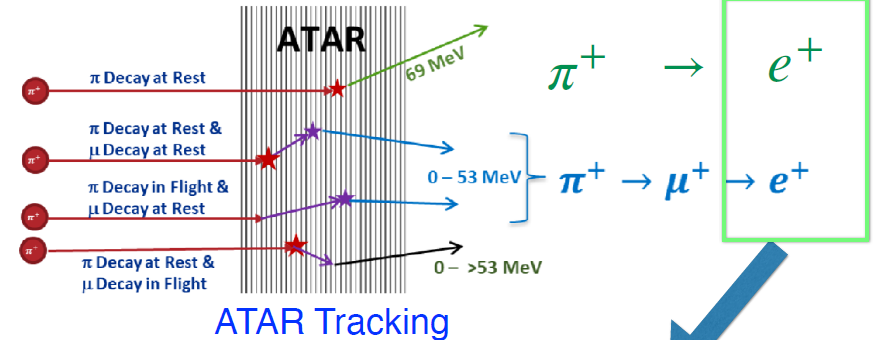 ATAR
π Decay at Rest
π⁺
69 MeV
π⁺ → e⁺
π Decay at Rest &
μ Decay at Rest
π⁺
π Decay in Flight &
μ Decay at Rest
π⁺
0 – 53 MeV
π⁺ → μ⁺ → e⁺
π⁺
π Decay at Rest &
μ Decay in Flight
0 – >53 MeV
ATAR Tracking